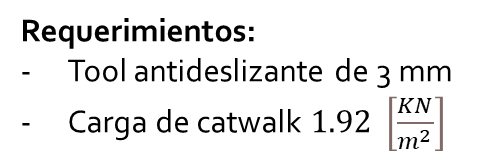 Requerimientos:
- Tool antideslizante de 3 mm
- Carga de catwalk 1.92 [KN/m²]